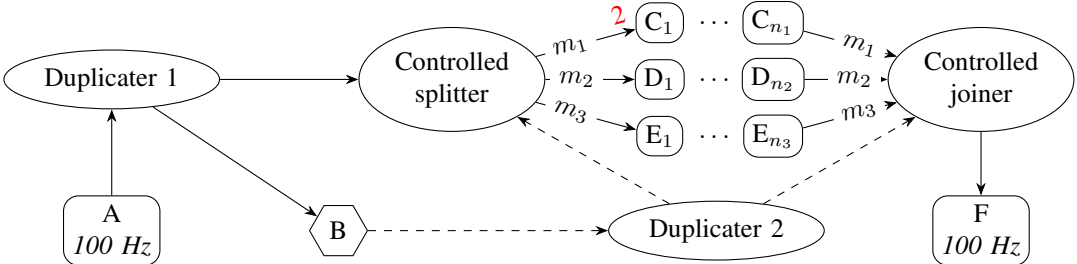 2
C₁ ··· Cₙ₁
m₁ m₁
Duplicater 1
Controlled
splitter
m₂ D₁ ··· Dₙ₂ m₂
Controlled
joiner
m₃ m₃
E₁ ··· Eₙ₃
A
100 Hz
B
Duplicater 2
F
100 Hz